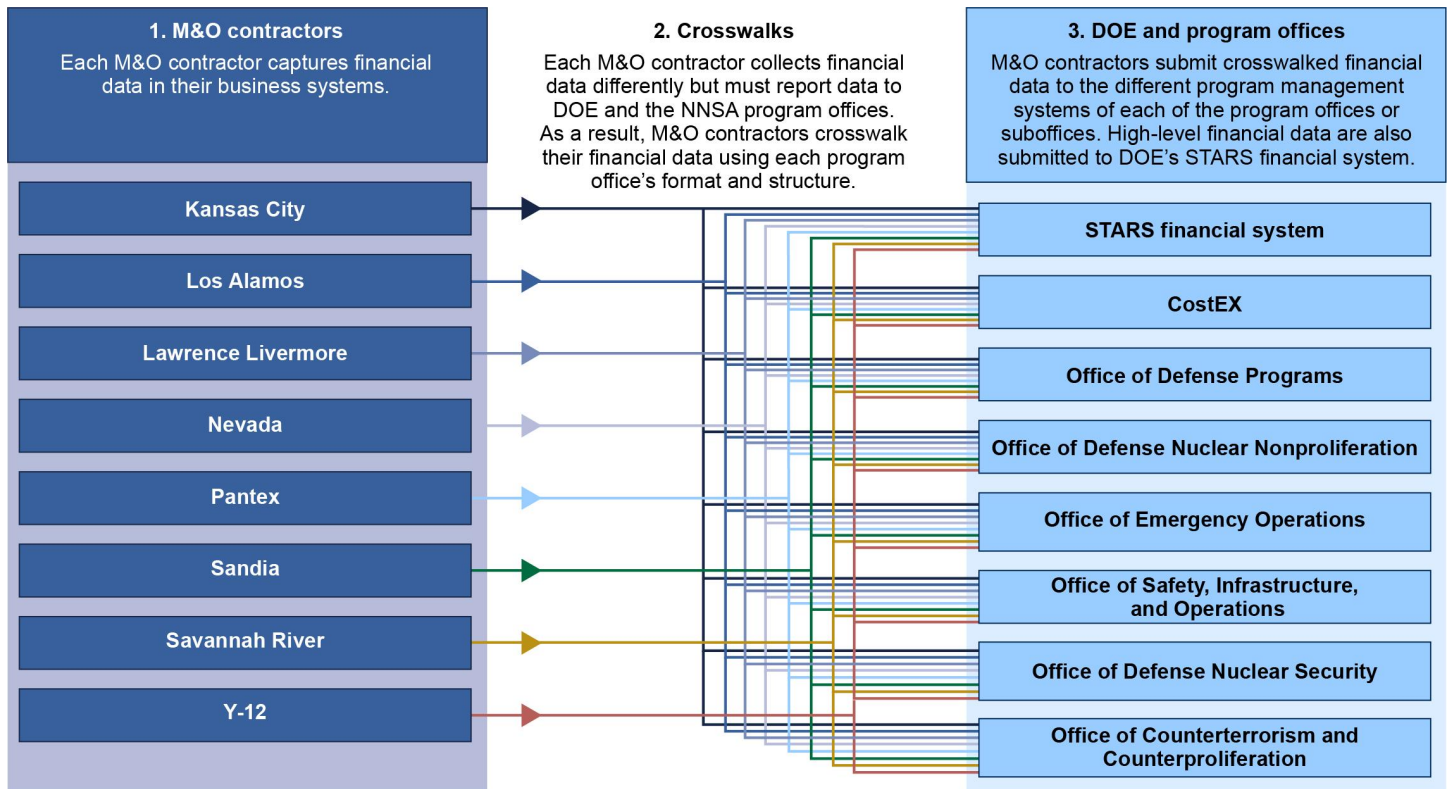 1. M&O contractors
Each M&O contractor captures financial
data in their business systems.
Kansas City
Los Alamos
Lawrence Livermore
Nevada
Pantex
Sandia
Savannah River
Y-12
2. Crosswalks
Each M&O contractor collects financial
data differently but must report data to
DOE and the NNSA program offices.
As a result, M&O contractors crosswalk
their financial data using each program
office’s format and structure.
3. DOE and program offices
M&O contractors submit crosswalked financial
data to the different program management
systems of each of the program offices or
suboffices. High-level financial data are also
submitted to DOE’s STARS financial system.
STARS financial system
CostEX
Office of Defense Programs
Office of Defense Nuclear Nonproliferation
Office of Emergency Operations
Office of Safety, Infrastructure,
and Operations
Office of Defense Nuclear Security
Office of Counterterrorism and
Counterproliferation